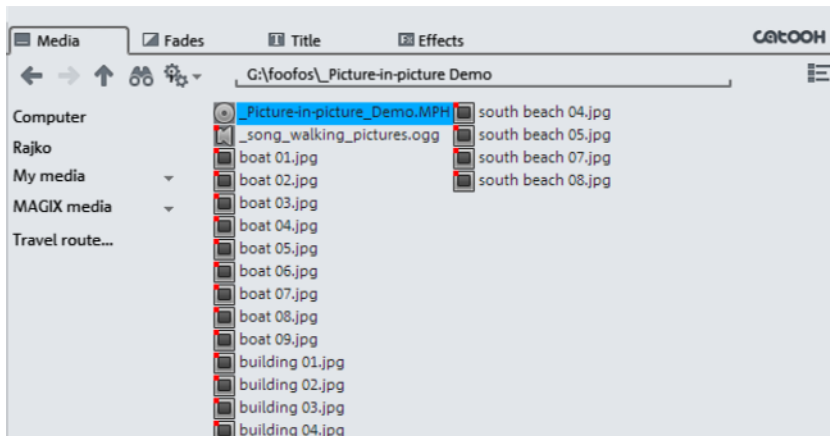 Media Fades Title Effects catooh
G:\foofos\_Picture-in-picture Demo
Computer
Rajko
My media
MAGIX media
Travel route...
_Picture-in-picture_Demo.MPH
_song_walking_pictures.ogg
boat 01.jpg
boat 02.jpg
boat 03.jpg
boat 04.jpg
boat 05.jpg
boat 06.jpg
boat 07.jpg
boat 08.jpg
boat 09.jpg
building 01.jpg
building 02.jpg
building 03.jpg
building 04.jpg
south beach 04.jpg
south beach 05.jpg
south beach 07.jpg
south beach 08.jpg